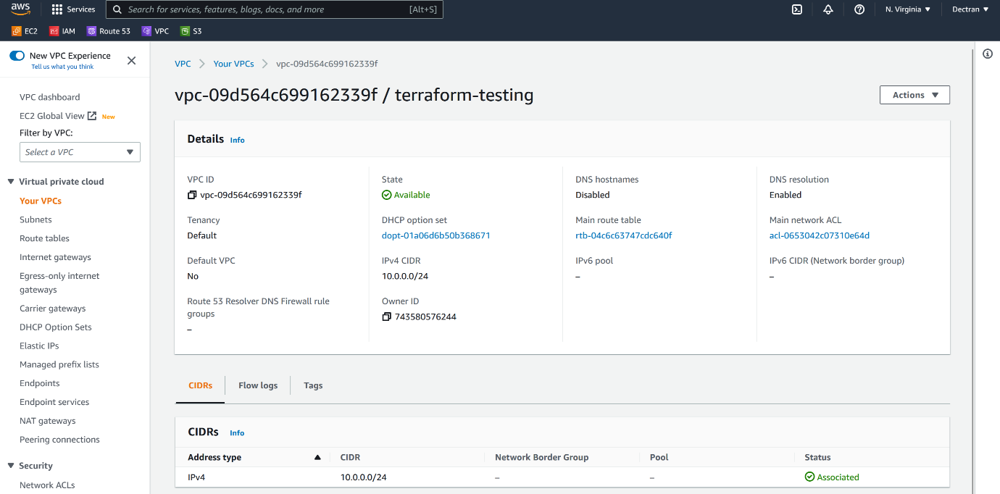 aws
Services
Search for services, features, blogs, docs, and more [Alt+S]
N. Virginia
Dectran
EC2 IAM Route 53 VPC S3
New VPC Experience
Tell us what you think
VPC dashboard
EC2 Global View New
Filter by VPC:
Select a VPC
Virtual private cloud
Your VPCs
Subnets
Route tables
Internet gateways
Egress-only internet
gateways
Carrier gateways
DHCP Option Sets
Elastic IPs
Managed prefix lists
Endpoints
Endpoint services
NAT gateways
Peering connections
Security
Network ACLs
VPC Your VPCs vpc-09d564c699162339f
vpc-09d564c699162339f / terraform-testing
Actions
Details Info
VPC ID
vpc-09d564c699162339f
State
Available
DNS hostnames
Disabled
DNS resolution
Enabled
Tenancy
Default
DHCP option set
dopt-01a06d6b50b368671
Main route table
rtb-04c6c63747cdc640f
Main network ACL
acl-0653042c07310e64d
Default VPC
No
IPv4 CIDR
10.0.0.0/24
IPv6 pool
–
IPv6 CIDR (Network border group)
–
Route 53 Resolver DNS Firewall rule
groups
–
Owner ID
743580576244
CIDRs Flow logs Tags
CIDRs Info
Address type CIDR Network Border Group Pool Status
IPv4 10.0.0.0/24 – – Associated